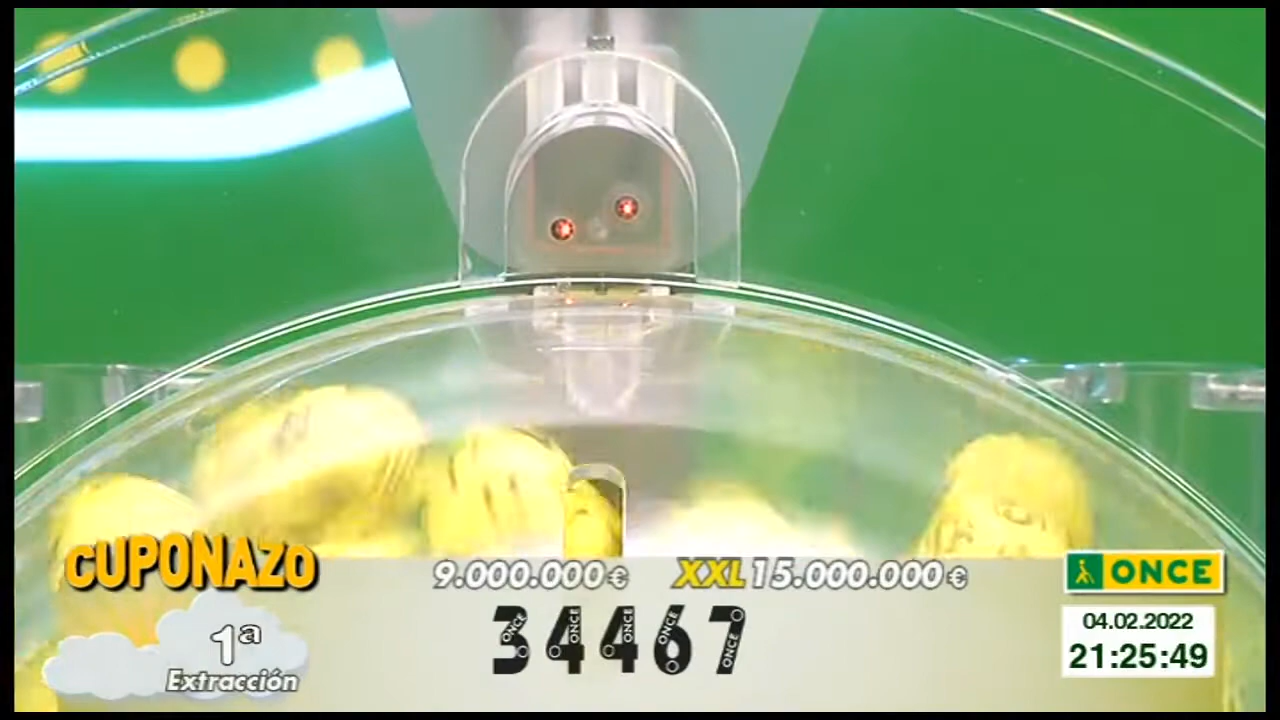 CUPONAZO
9.000.000€ XXL 15.000.000€
ONCE
1ª
Extracción
34467
04.02.2022
21:25:49